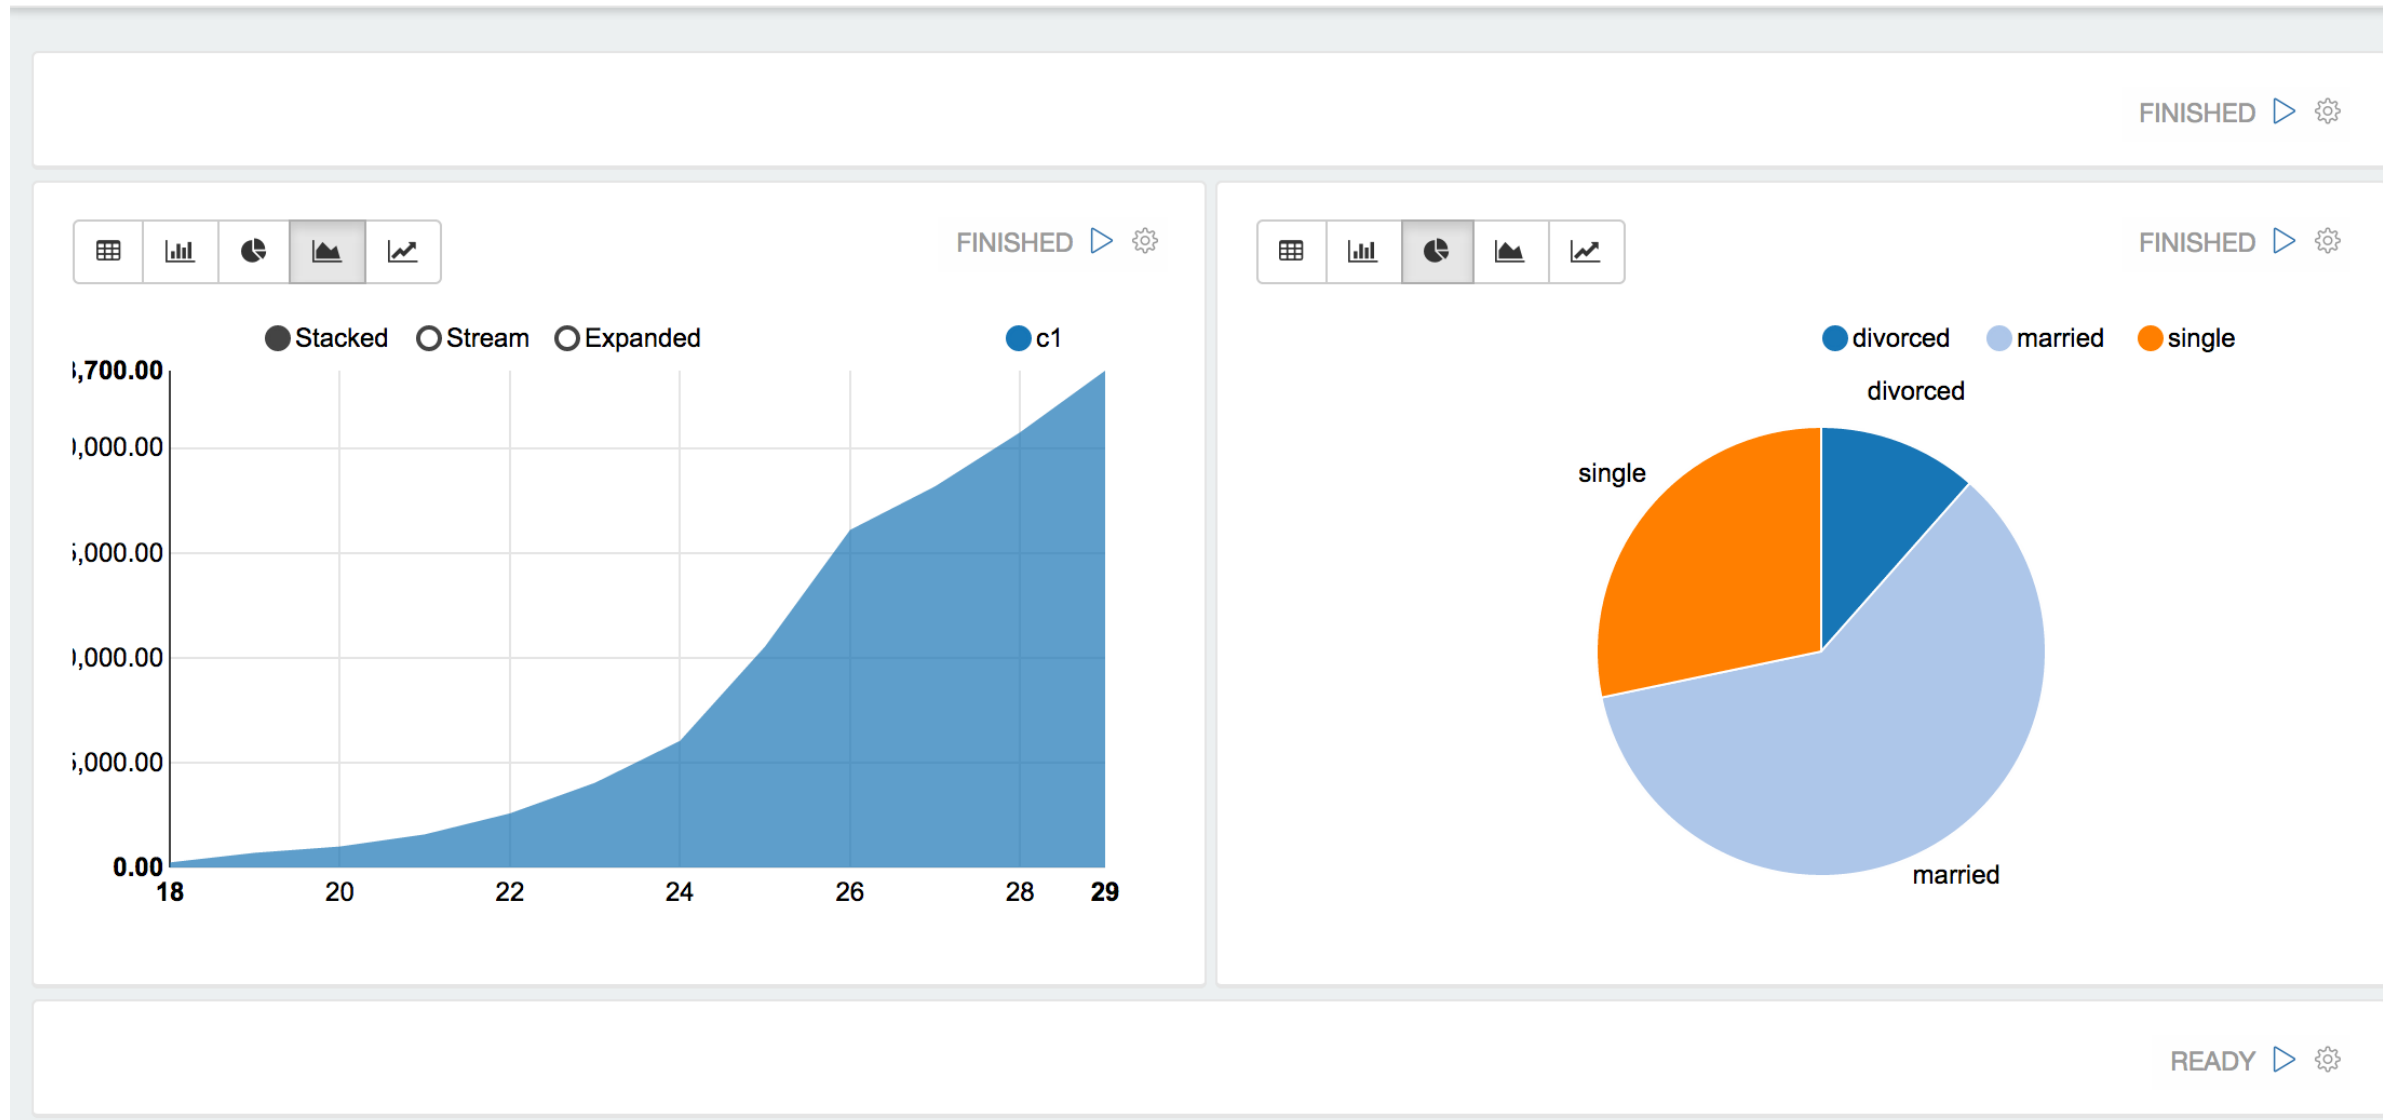 FINISHED
FINISHED
Stacked Stream Expanded c1
,700.00
,000.00
,000.00
,000.00
,000.00
0.00
18 20 22 24 26 28 29
FINISHED
divorced married single
divorced
single
married
READY